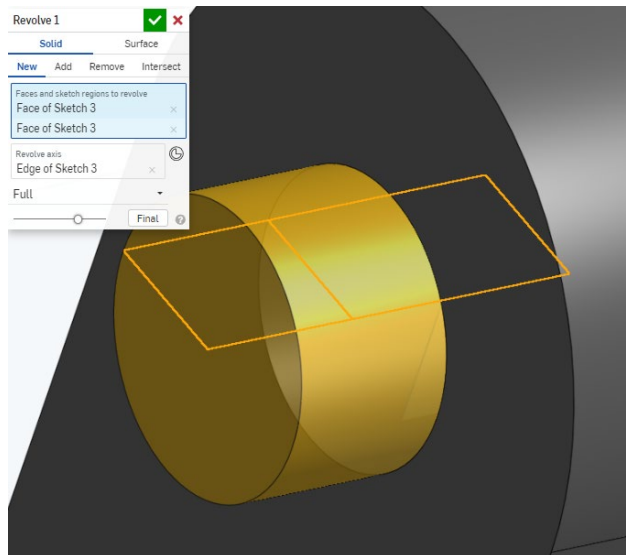 Revolve 1
Solid Surface
New Add Remove Intersect
Faces and sketch regions to revolve
Face of Sketch 3
Face of Sketch 3
Revolve axis
Edge of Sketch 3
Full
Final